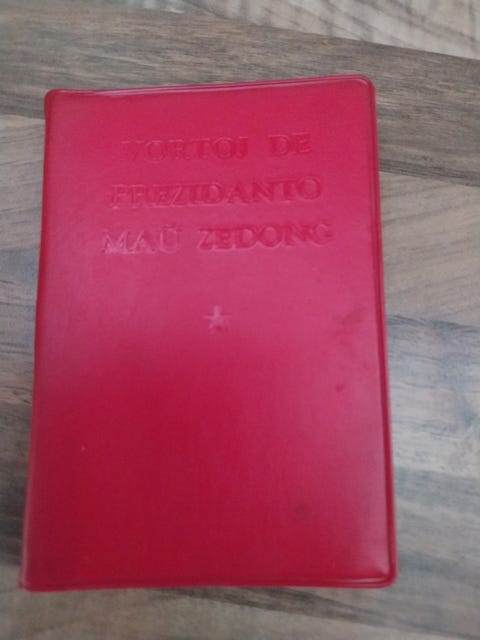 VORTOJ DE
PREZIDANTO
MAŬ ZEDONG